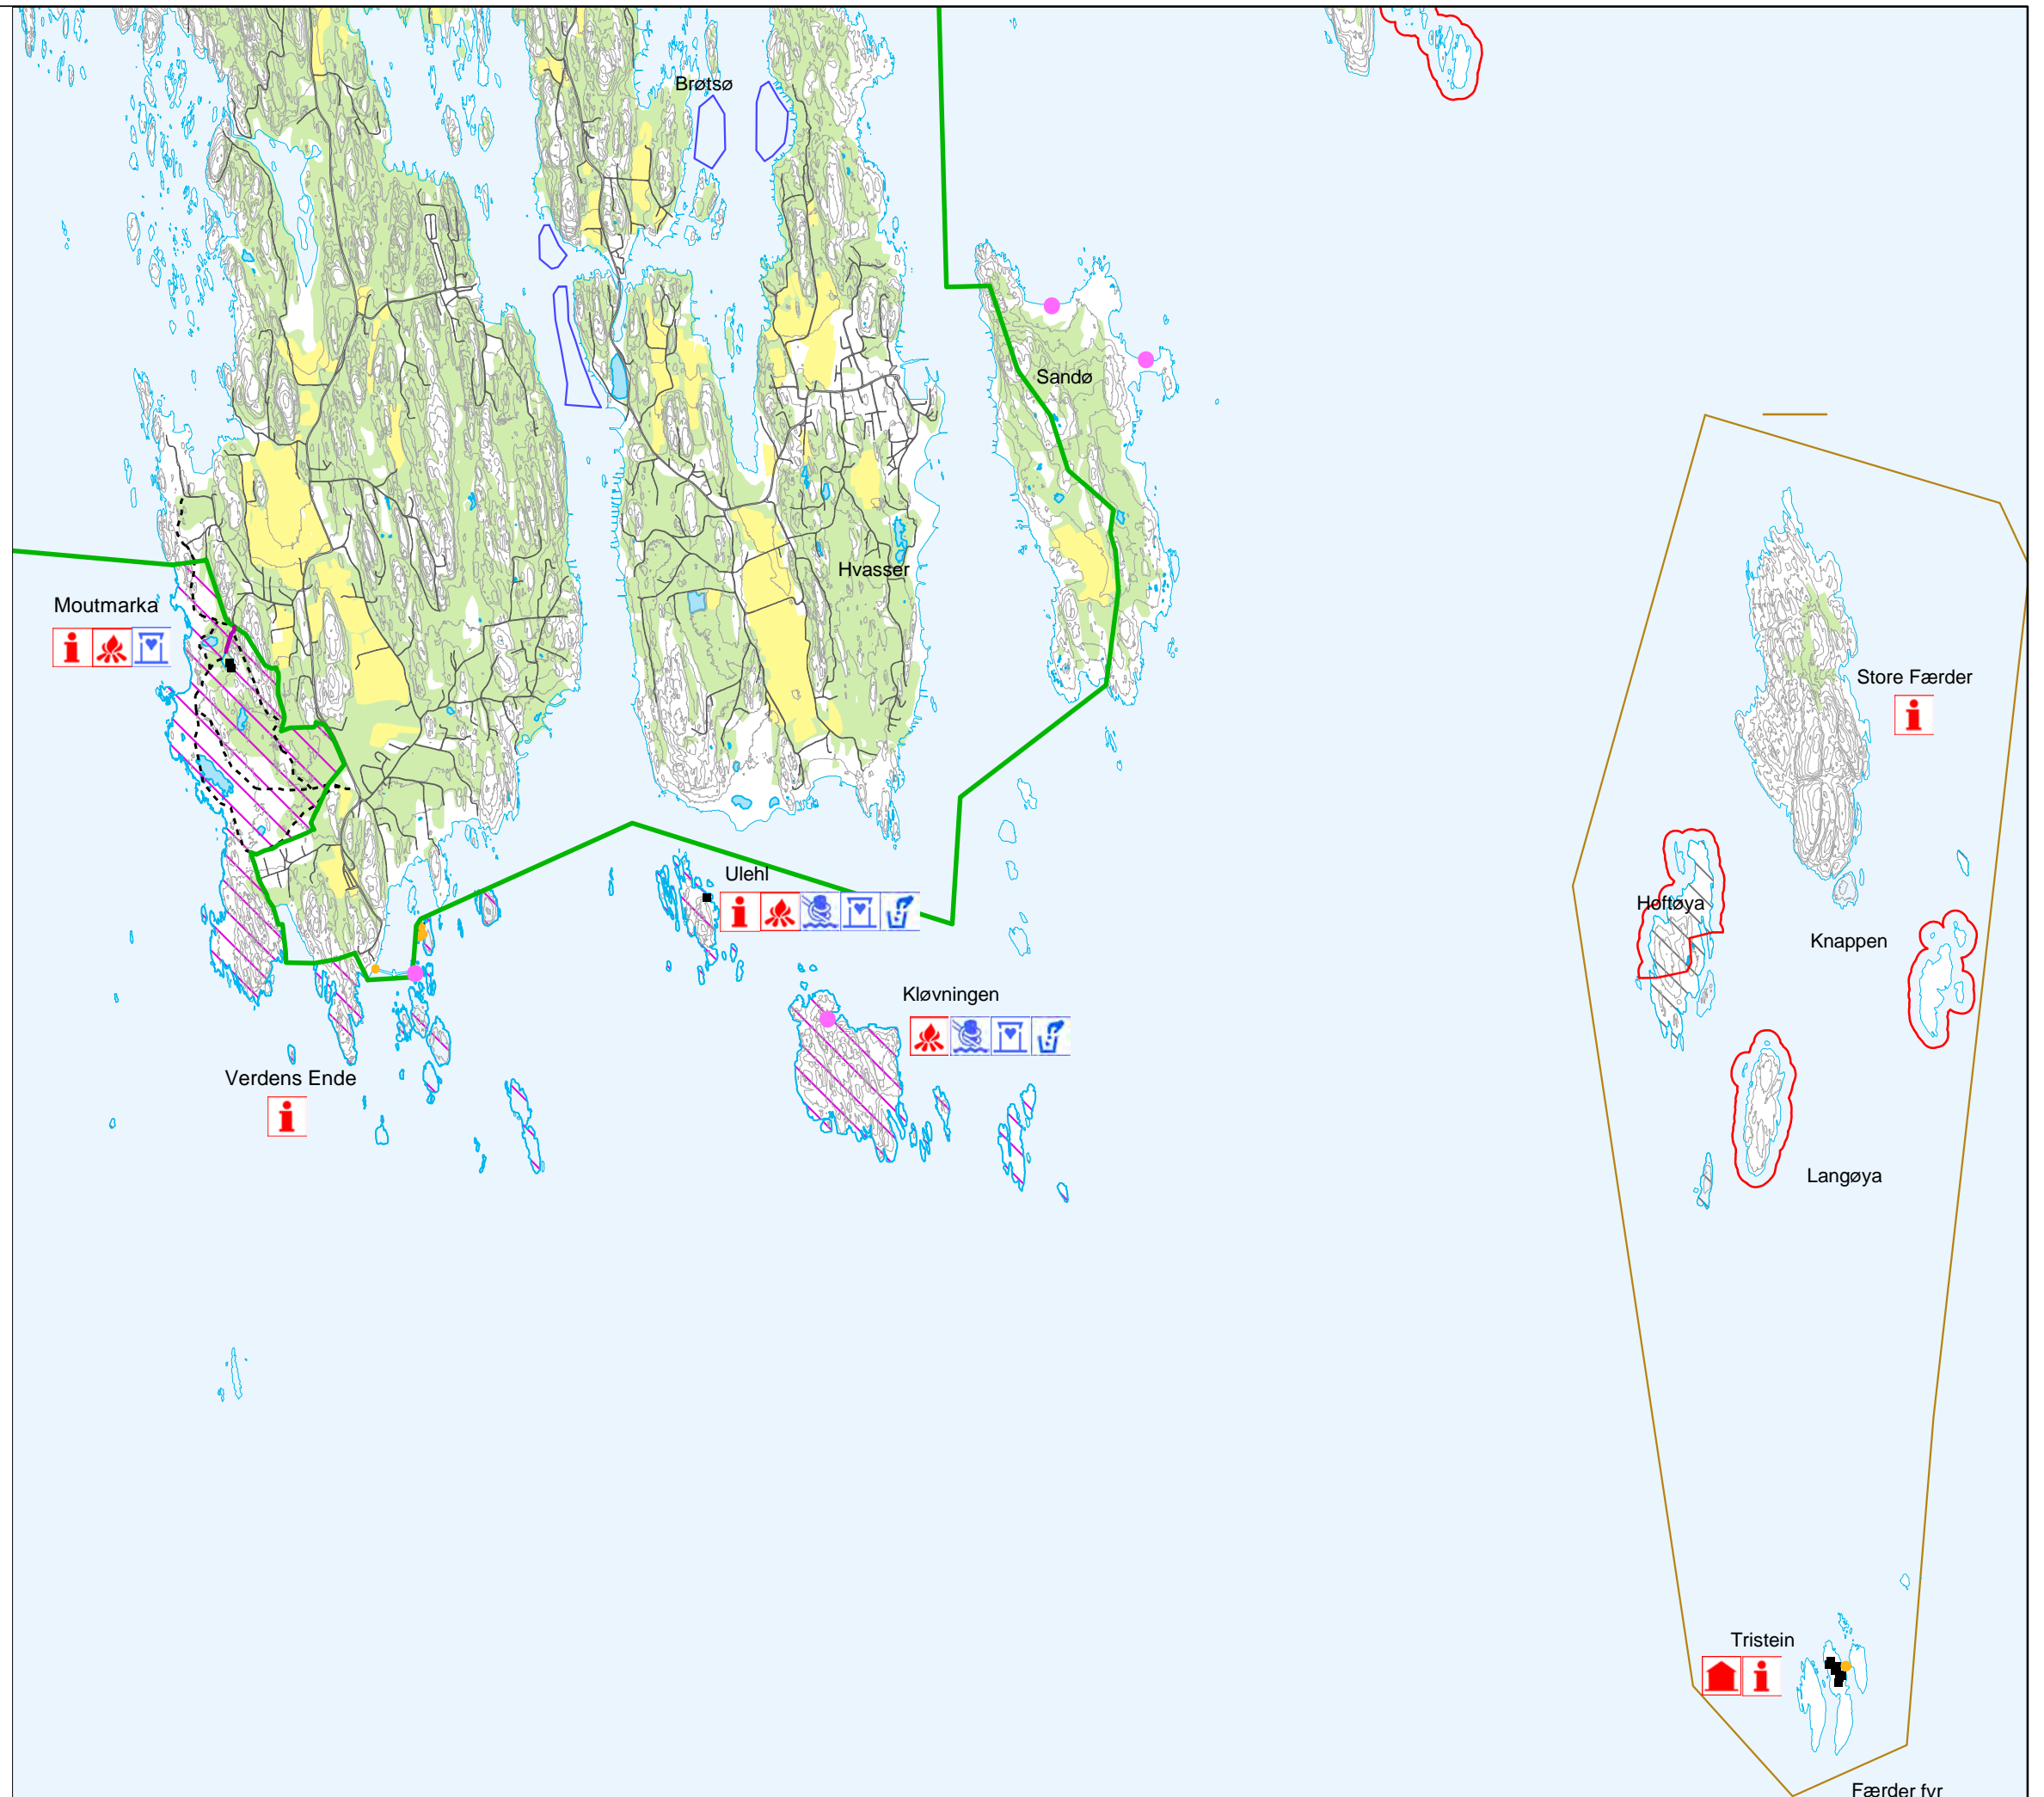 Brøtsø
Sandø
Hvasser
Moutmarka
Store Færder
Ulehl
Hoftøya
Knappen
Kløvningen
Verdens Ende
Langøya
Tristein
Færder fyr